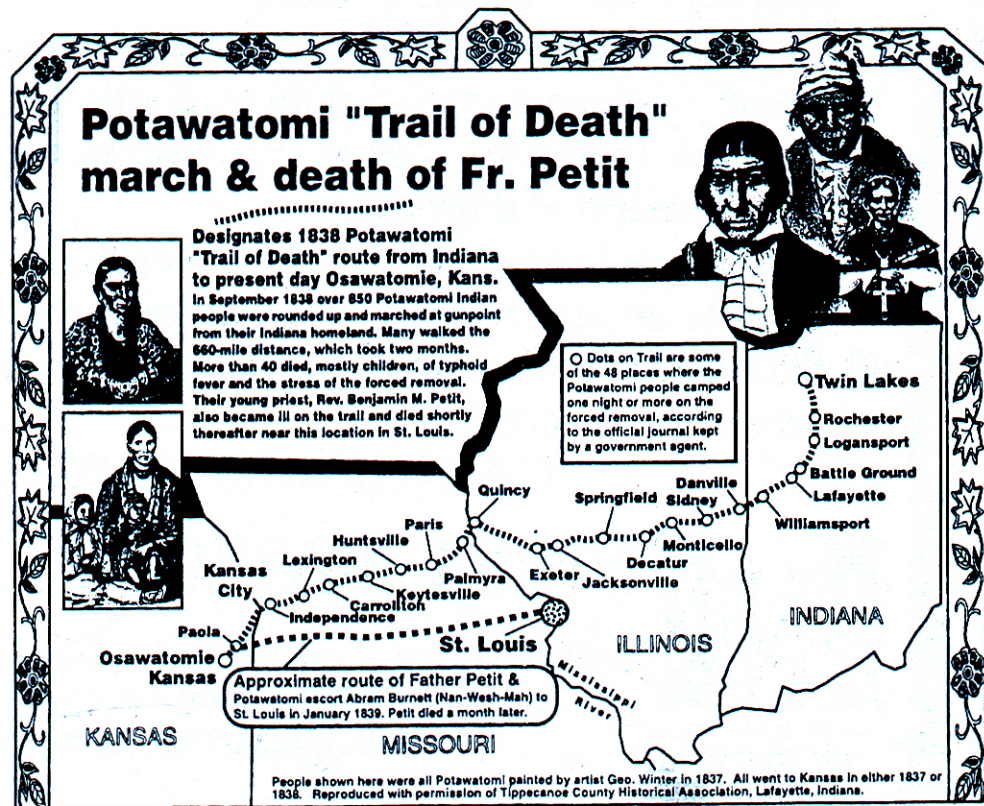 Potawatomi "Trail of Death"
march & death of Fr. Petit
Designates 1838 Potawatomi
"Trail of Death" route from Indiana
to present day Osawatomie, Kans.
In September 1838 over 850 Potawatomi Indian
people were rounded up and marched at gunpoint
from their Indiana homeland. Many walked the
660-mile distance, which took two months.
More than 40 died, mostly children, of typhoid
fever and the stress of the forced removal.
Their young priest, Rev. Benjamin M. Petit,
also became ill on the trail and died shortly
thereafter near this location in St. Louis.
Dots on Trail are some
of the 48 places where the
Potawatomi people camped
one night or more on the
forced removal, according
to the official journal kept
by a government agent.
Twin Lakes
Rochester
Logansport
Battle Ground
Lafayette
Williamsport
Danville
Sidney
Monticello
Springfield
Decatur
Jacksonville
Exeter
Quincy
Palmyra
Paris
Huntsville
Keytesville
Carrollton
Lexington
Independence
Kansas
City
Paola
Osawatomie
Kansas
St. Louis
Approximate route of Father Petit &
Potawatomi escort Abram Burnett (Nan-Wesh-Mah) to
St. Louis in January 1839. Petit died a month later.
Mississippi
River
KANSAS
MISSOURI
ILLINOIS
INDIANA
People shown here were all Potawatomi painted by artist Geo. Winter in 1837. All went to Kansas in either 1837 or
1838. Reproduced with permission of Tippecanoe County Historical Association, Lafayette, Indiana.